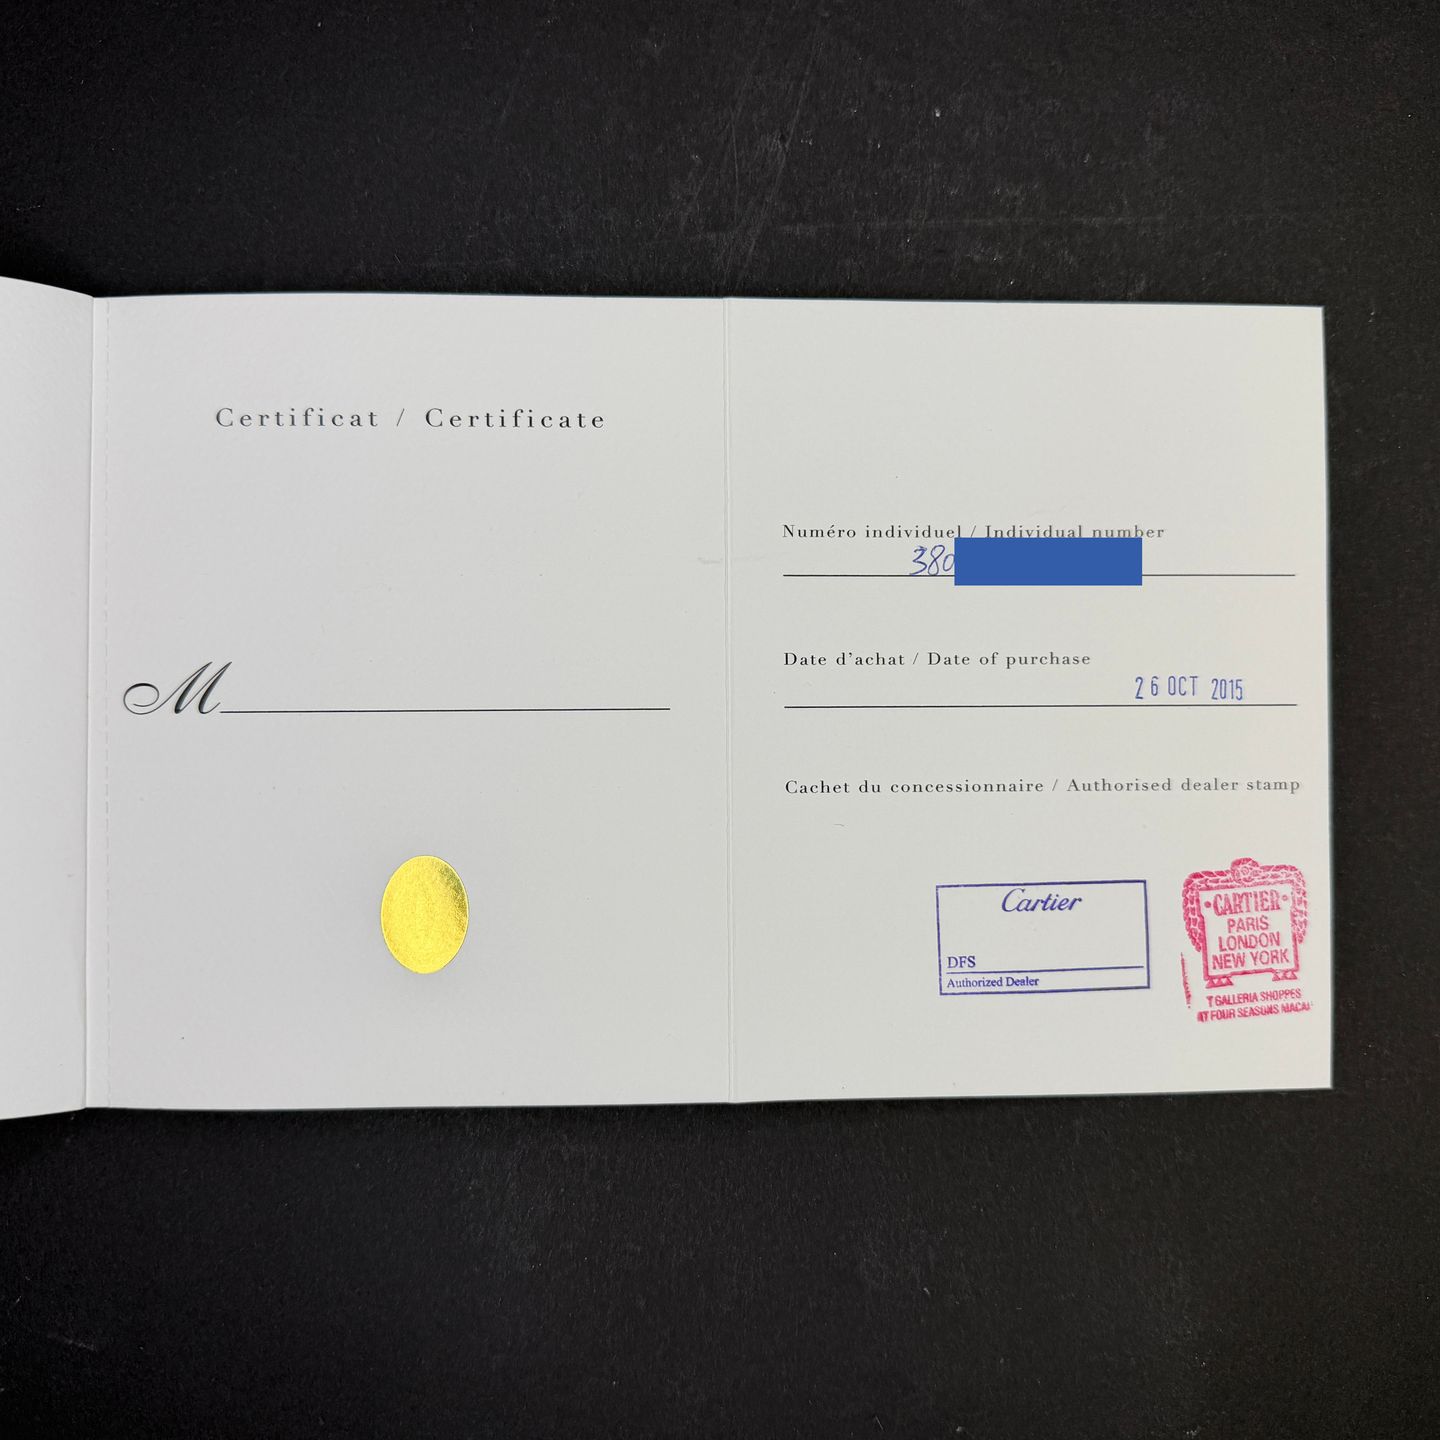 Certificat / Certificate
M
Numéro individuel / Individual number
380
Date d'achat / Date of purchase
26 OCT 2015
Cachet du concessionnaire / Authorised dealer stamp
Cartier
DFS
Authorized Dealer
·CARTIER·
PARIS
LONDON
NEW YORK
T GALLERIA SHOPPES
AT FOUR SEASONS MACAU